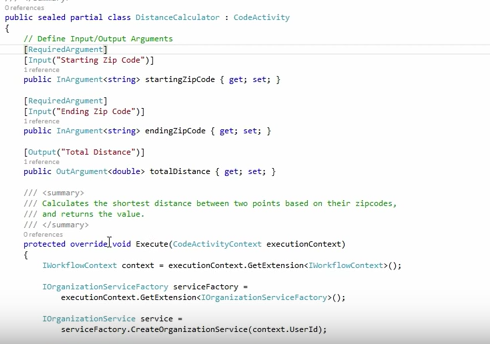 0 references
public sealed partial class DistanceCalculator : CodeActivity
{
// Define Input/Output Arguments
[RequiredArgument]
[Input("Starting Zip Code")]
1 reference
public InArgument<string> startingZipCode { get; set; }
[RequiredArgument]
[Input("Ending Zip Code")]
1 reference
public InArgument<string> endingZipCode { get; set; }
[Output("Total Distance")]
1 reference
public OutArgument<double> totalDistance { get; set; }
/// <summary>
/// Calculates the shortest distance between two points based on their zipcodes,
/// and returns the value.
/// </summary>
0 references
protected override void Execute(CodeActivityContext executionContext)
{
IWorkflowContext context = executionContext.GetExtension<IWorkflowContext>();
IOrganizationServiceFactory serviceFactory =
executionContext.GetExtension<IOrganizationServiceFactory>();
IOrganizationService service =
serviceFactory.CreateOrganizationService(context.UserId);